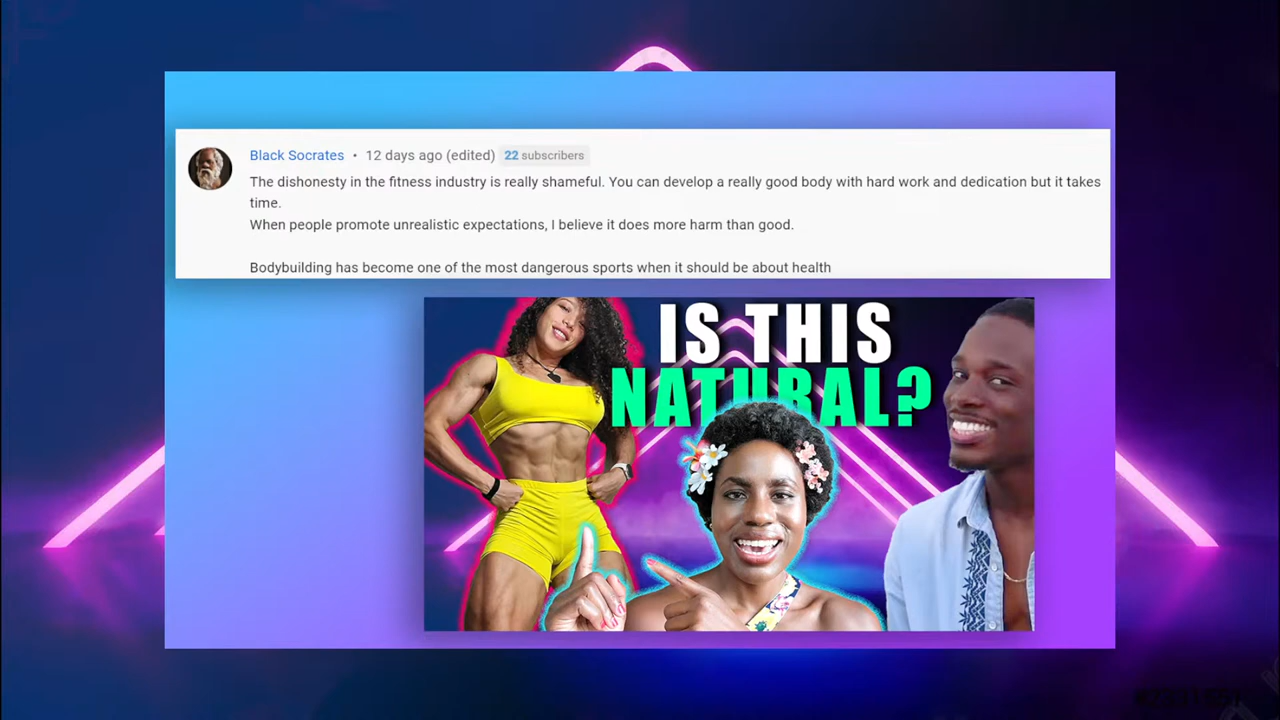 Black Socrates • 12 days ago (edited) 22 subscribers
The dishonesty in the fitness industry is really shameful. You can develop a really good body with hard work and dedication but it takes
time.
When people promote unrealistic expectations, I believe it does more harm than good.
Bodybuilding has become one of the most dangerous sports when it should be about health
IS THIS
NATURAL?